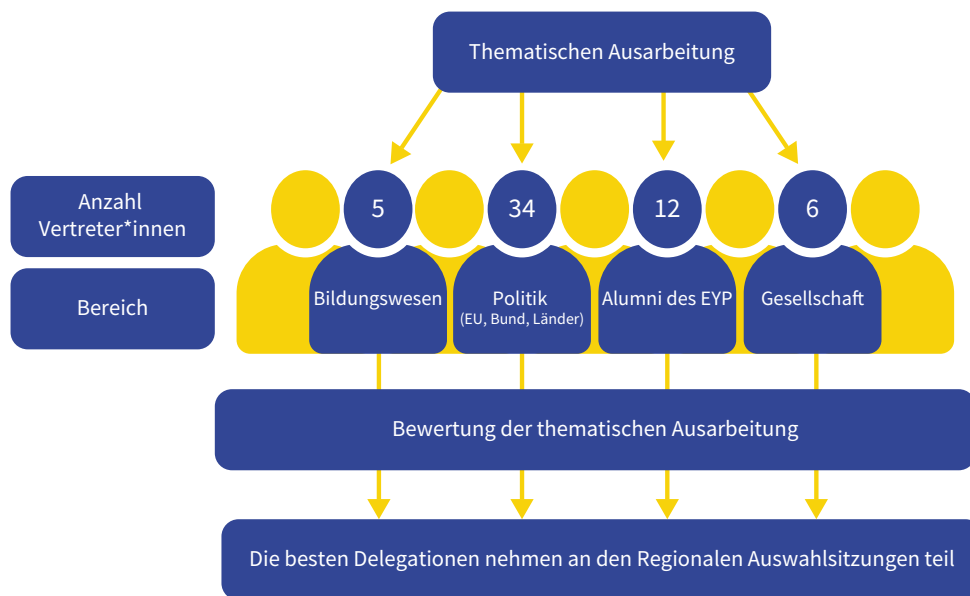 Thematischen Ausarbeitung
Anzahl
Vertreter*innen
5
34
12
6
Bereich
Bildungswesen
Politik
(EU, Bund, Länder)
Alumni des EYP
Gesellschaft
Bewertung der thematischen Ausarbeitung
Die besten Delegationen nehmen an den Regionalen Auswahlsitzungen teil